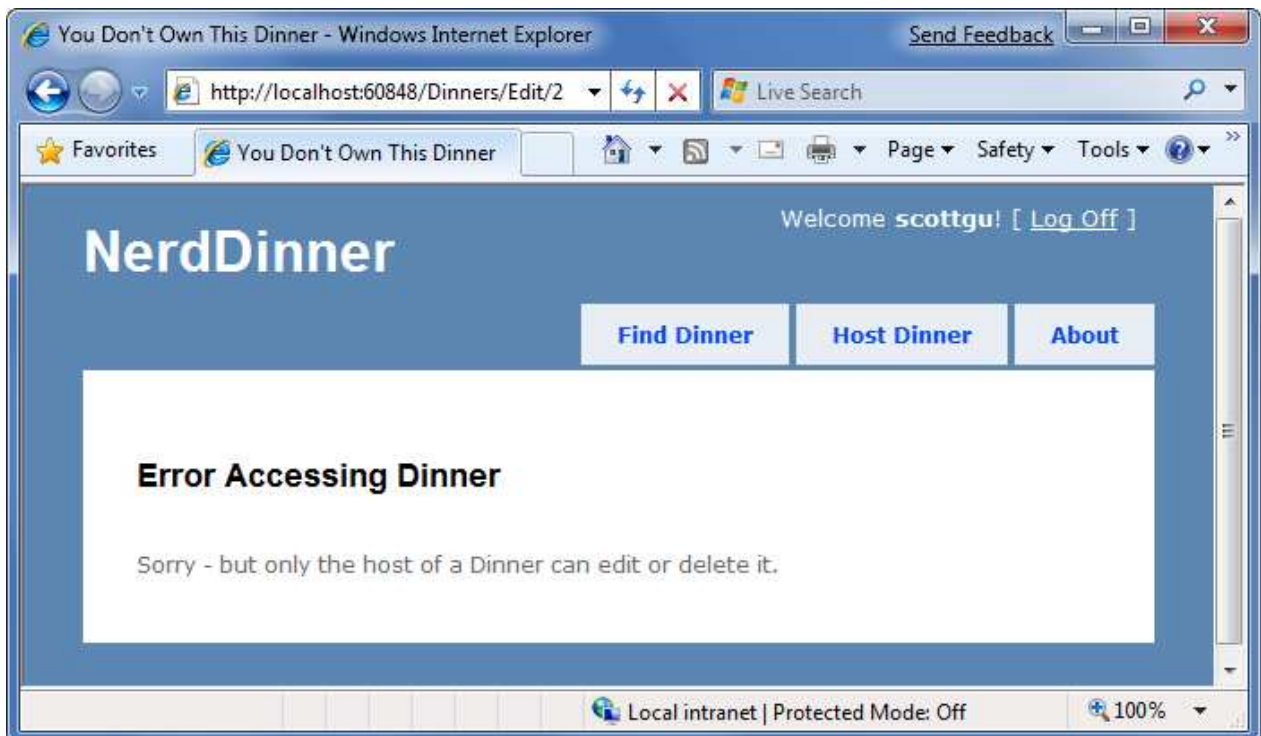 You Don't Own This Dinner - Windows Internet Explorer Send Feedback
http://localhost:60848/Dinners/Edit/2 Live Search
Favorites You Don't Own This Dinner Page Safety Tools
Welcome scottgu! [ Log Off ]
NerdDinner
Find Dinner Host Dinner About
Error Accessing Dinner
Sorry - but only the host of a Dinner can edit or delete it.
Local intranet | Protected Mode: Off 100%